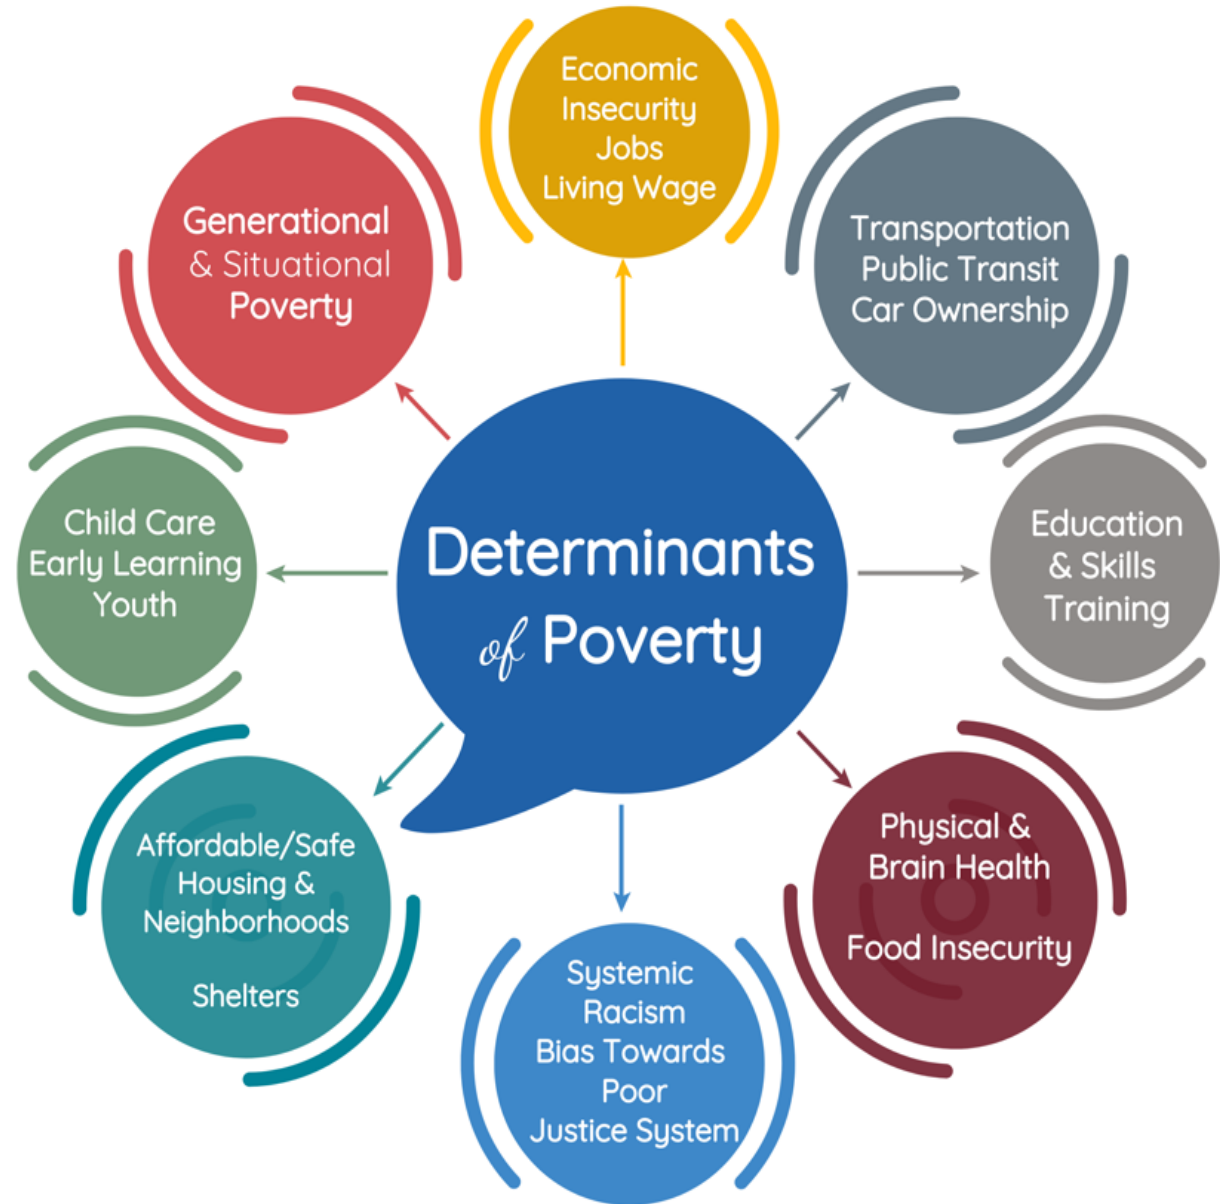 Economic
Insecurity
Jobs
Living Wage
Transportation
Public Transit
Car Ownership
Education
& Skills
Training
Physical &
Brain Health
Food Insecurity
Systemic
Racism
Bias Towards
Poor
Justice System
Affordable/Safe
Housing &
Neighborhoods
Shelters
Child Care
Early Learning
Youth
Generational
& Situational
Poverty
Determinants
of Poverty